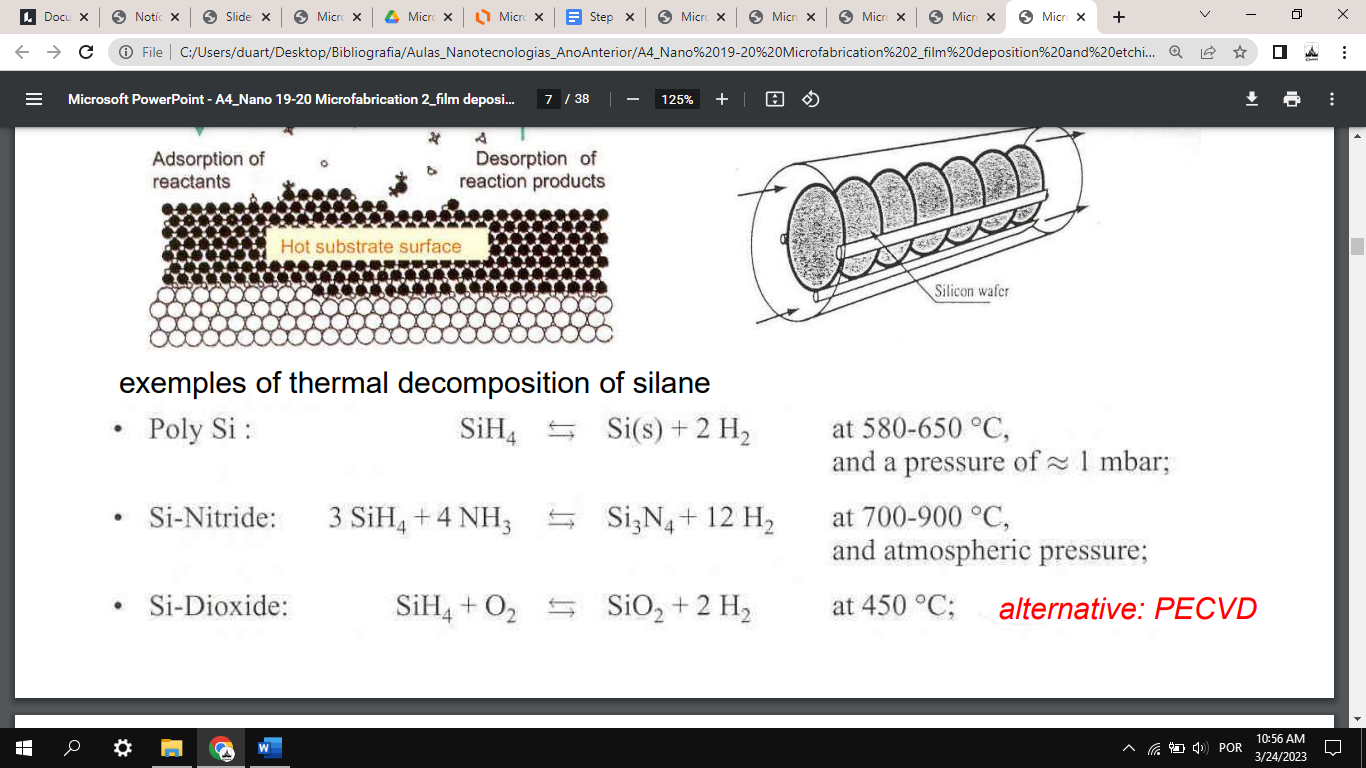 Docu
Notíc
Slide
Micro
Micro
Micro
Step
Micro
Micro
Micro
Micro
Micro
File
C:/Users/duart/Desktop/Bibliografia/Aulas_Nanotecnologias_AnoAnterior/A4_Nano%2019-20%20Microfabrication%202_film%20deposition%20and%20etchi...
Microsoft PowerPoint - A4_Nano 19-20 Microfabrication 2_film deposi...
7 / 38
125%
Adsorption of
reactants
Desorption of
reaction products
Hot substrate surface
Silicon wafer
exemples of thermal decomposition of silane
• Poly Si : SiH₄ ⇆ Si(s) + 2 H₂ at 580-650 °C,
and a pressure of ≈ 1 mbar;
• Si-Nitride: 3 SiH₄ + 4 NH₃ ⇆ Si₃N₄ + 12 H₂ at 700-900 °C,
and atmospheric pressure;
• Si-Dioxide: SiH₄ + O₂ ⇆ SiO₂ + 2 H₂ at 450 °C; alternative: PECVD
POR
10:56 AM
3/24/2023